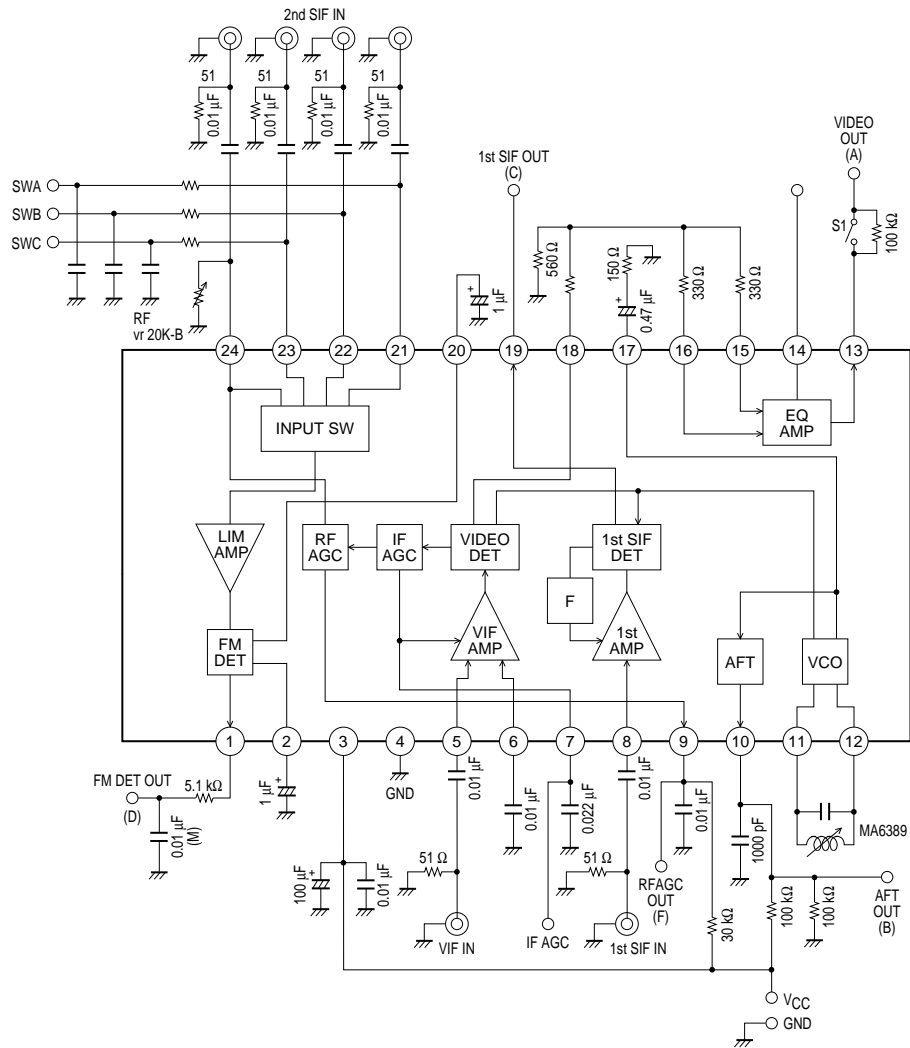 2nd SIF IN
51
51
51
51
0.01 μF
0.01 μF
0.01 μF
0.01 μF
SWA
SWB
SWC
RF
vr 20K-B
1 μF
1st SIF OUT
(C)
560 Ω
150 Ω
0.47 μF
330 Ω
330 Ω
VIDEO
OUT
(A)
S1
100 kΩ
24
23
22
21
20
19
18
17
16
15
14
13
INPUT SW
EQ
AMP
LIM
AMP
RF
AGC
IF
AGC
VIDEO
DET
1st SIF
DET
F
FM
DET
VIF
AMP
1st
AMP
AFT
VCO
1
2
3
4
5
6
7
8
9
10
11
12
FM DET OUT
(D)
5.1 kΩ
0.01 μF
(M)
1 μF
100 μF
0.01 μF
GND
0.01 μF
51 Ω
VIF IN
0.01 μF
0.022 μF
IF AGC
0.01 μF
51 Ω
1st SIF IN
0.01 μF
RFAGC
OUT
(F)
30 kΩ
1000 pF
MA6389
100 kΩ
100 kΩ
AFT
OUT
(B)
VCC
GND